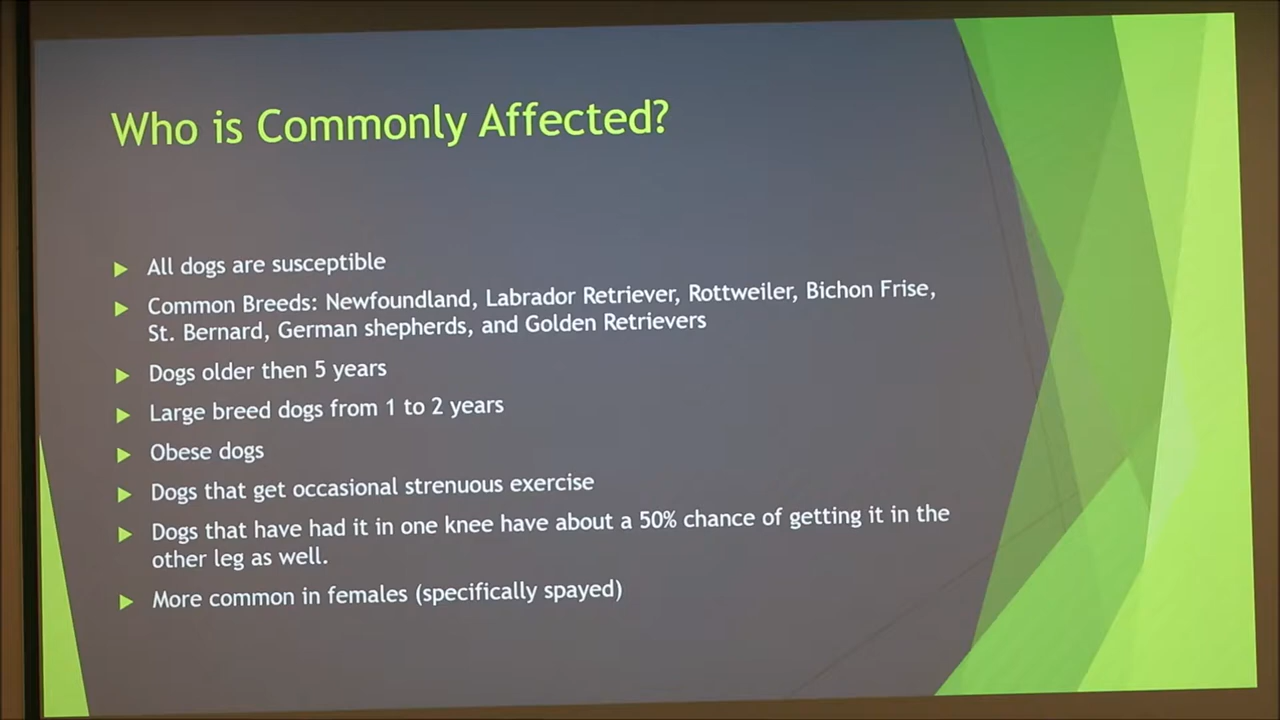 Who is Commonly Affected?
All dogs are susceptible
Common Breeds: Newfoundland, Labrador Retriever, Rottweiler, Bichon Frise,
St. Bernard, German shepherds, and Golden Retrievers
Dogs older then 5 years
Large breed dogs from 1 to 2 years
Obese dogs
Dogs that get occasional strenuous exercise
Dogs that have had it in one knee have about a 50% chance of getting it in the
other leg as well.
More common in females (specifically spayed)